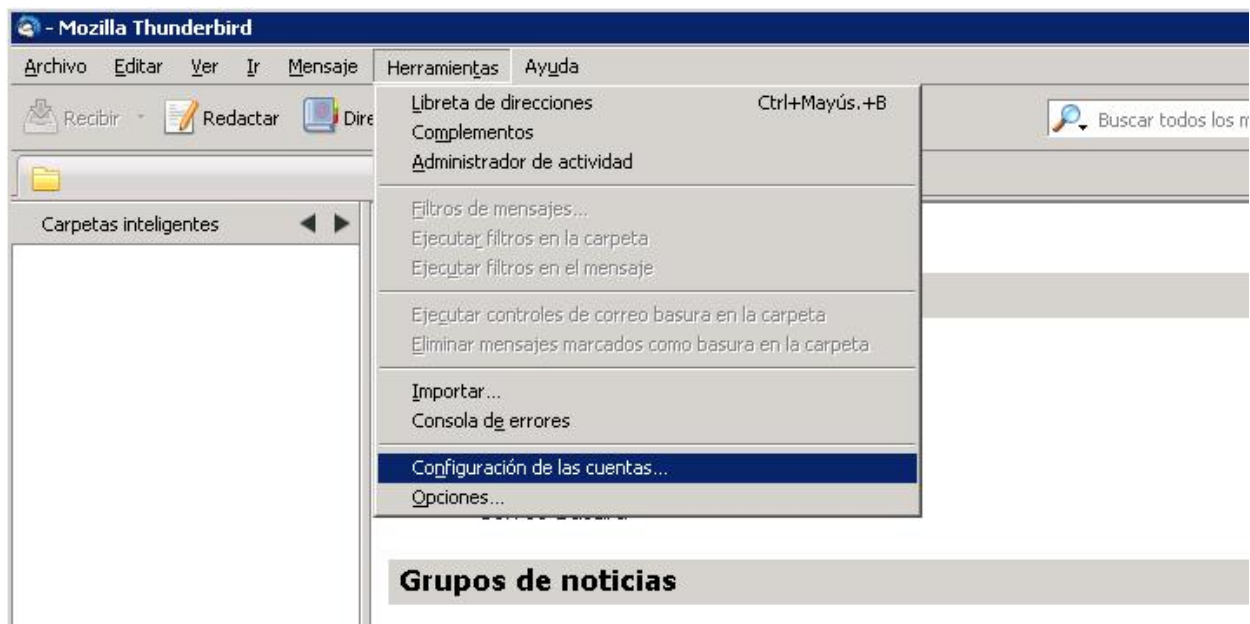 - Mozilla Thunderbird
Archivo Editar Ver Ir Mensaje Herramientas Ayuda
Recibir Redactar Dire
Buscar todos los m
Libreta de direcciones Ctrl+Mayús.+B
Complementos
Administrador de actividad
Carpetas inteligentes
Filtros de mensajes...
Ejecutar filtros en la carpeta
Ejecutar filtros en el mensaje
Ejecutar controles de correo basura en la carpeta
Eliminar mensajes marcados como basura en la carpeta
Importar...
Consola de errores
Configuración de las cuentas...
Opciones...
Grupos de noticias